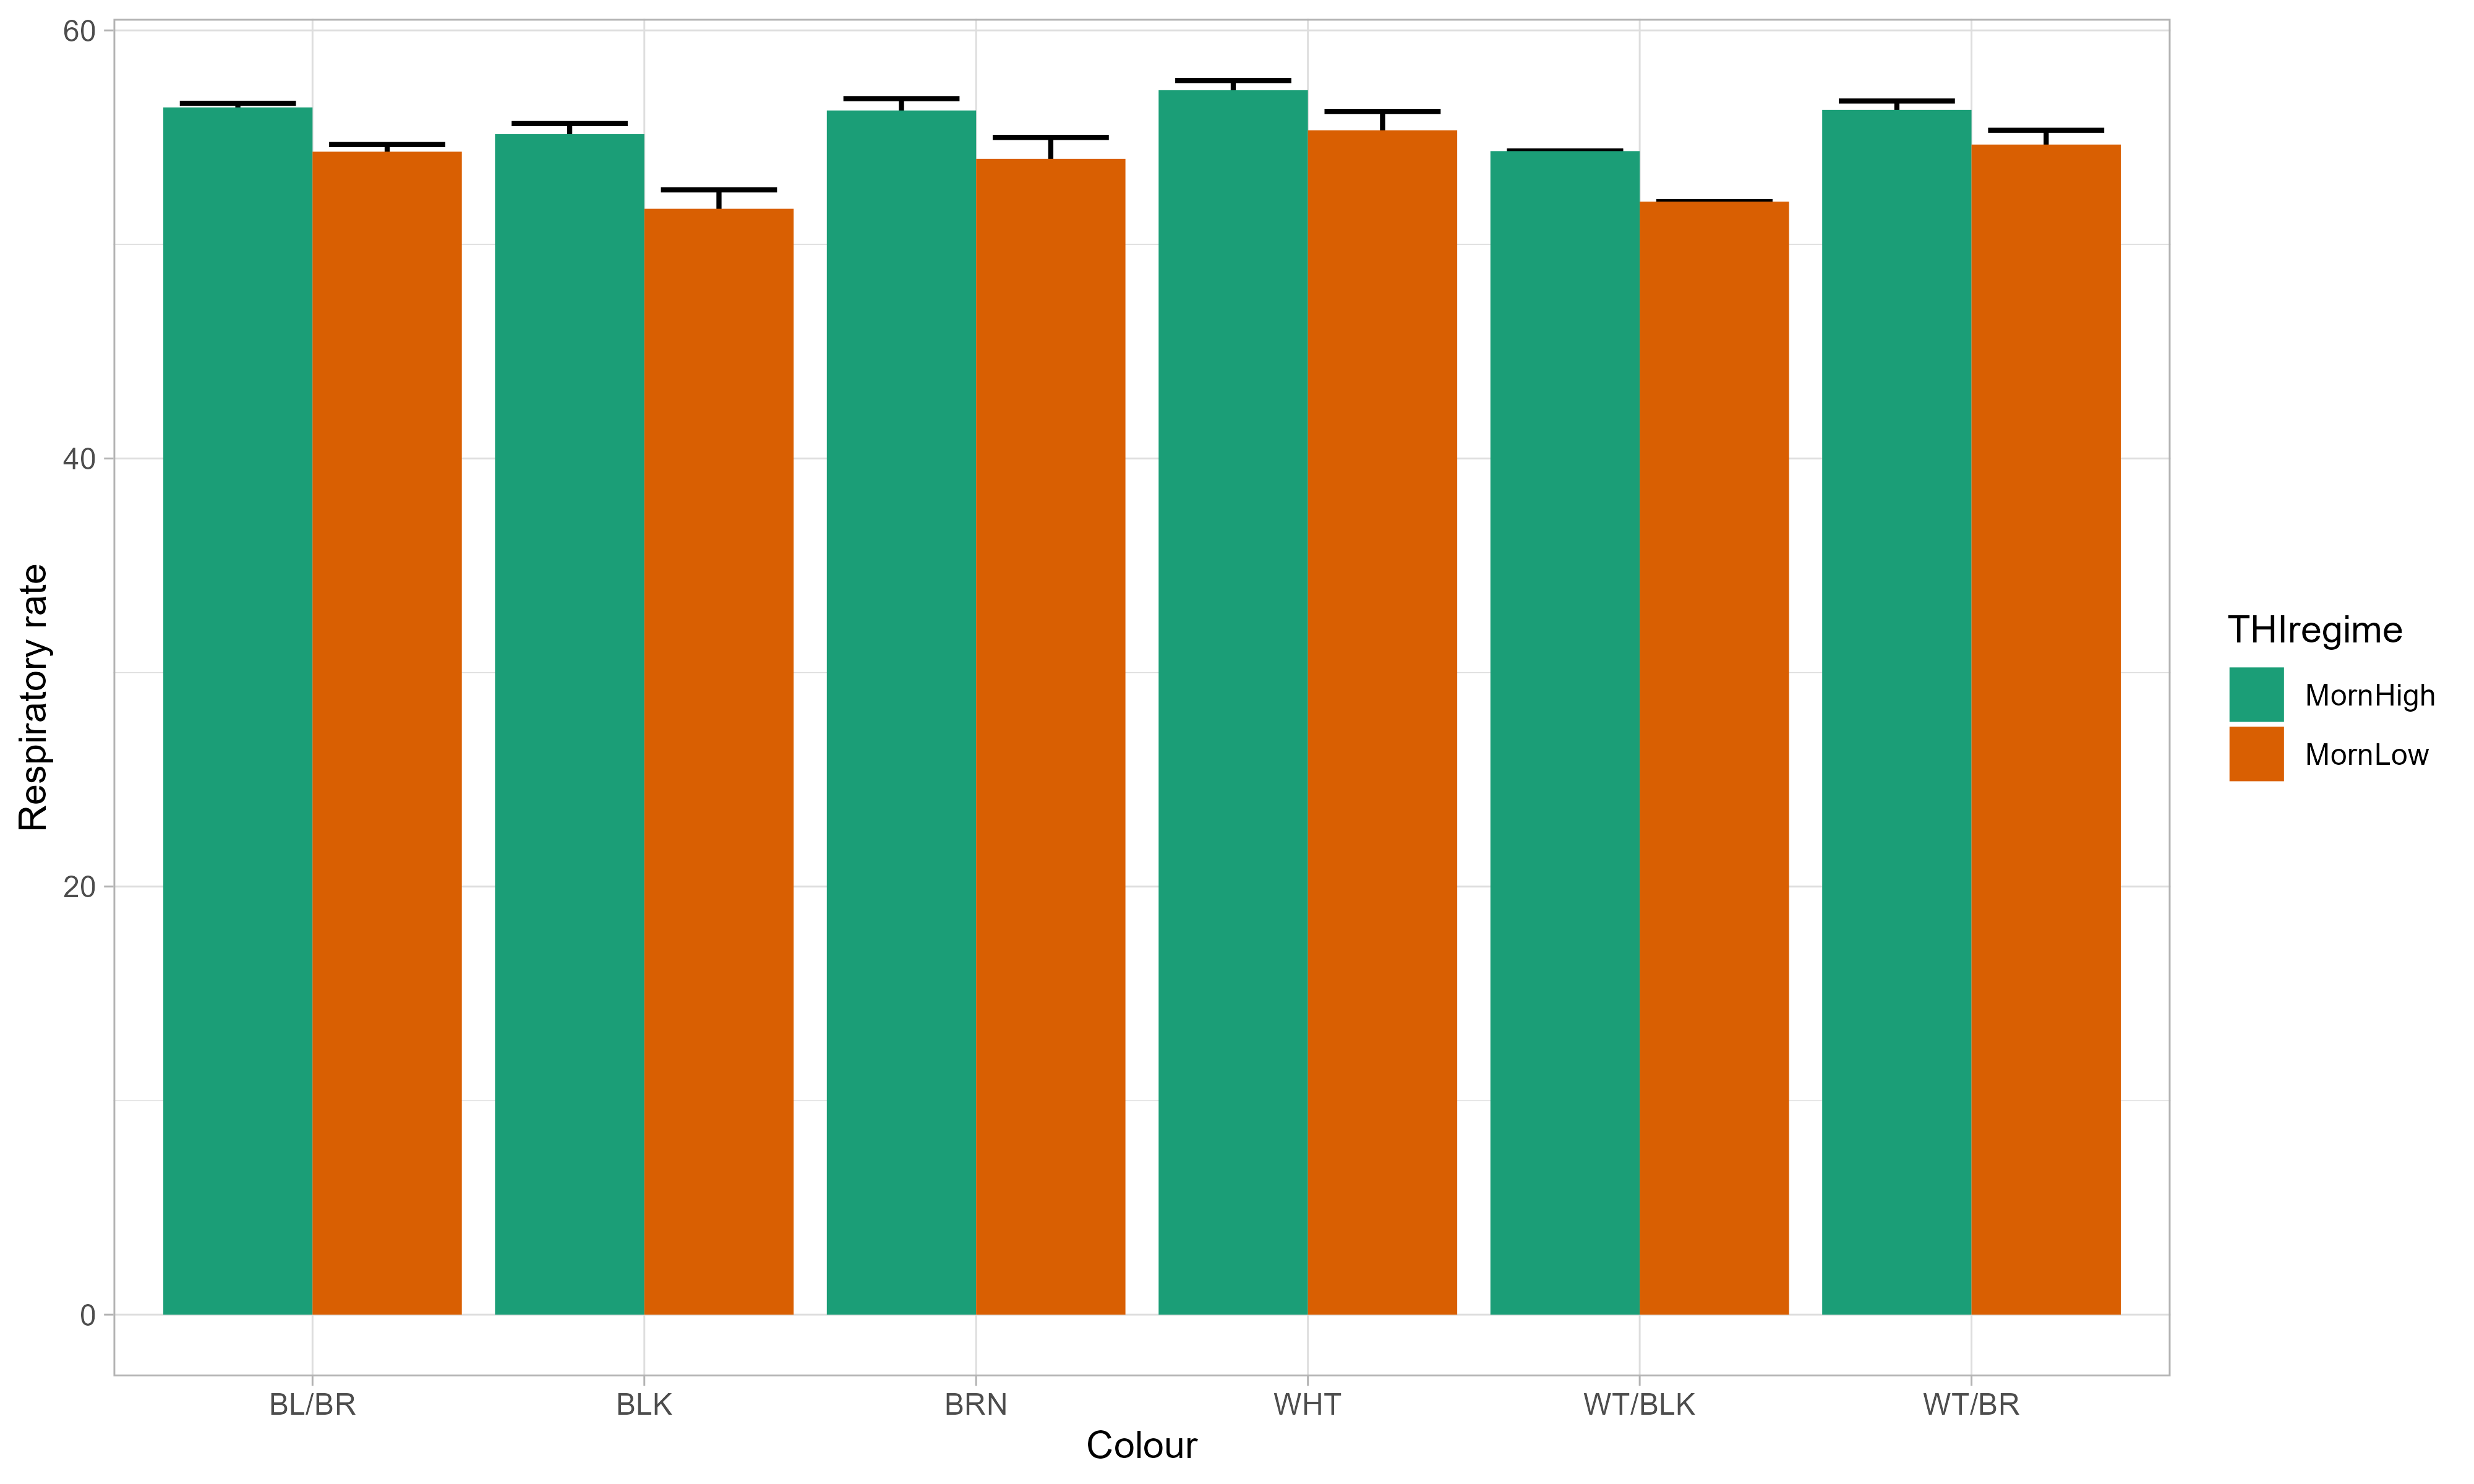 60
40
20
0
Respiratory rate
BL/BR
BLK
BRN
WHT
WT/BLK
WT/BR
Colour
THIregime
MornHigh
MornLow